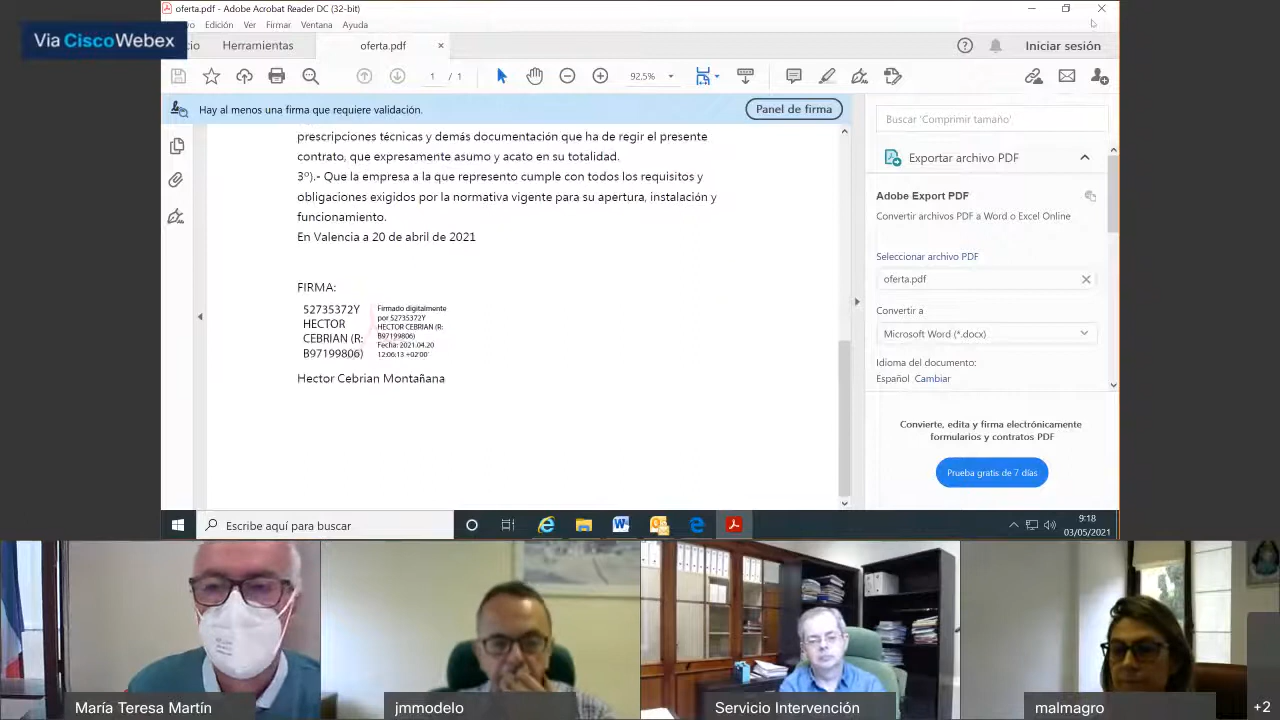 oferta.pdf - Adobe Acrobat Reader DC (32-bit)
Edición Ver Firmar Ventana Ayuda
Via CiscoWebex
Herramientas
oferta.pdf ×
Iniciar sesión
1 / 1
92.5%
Hay al menos una firma que requiere validación.
Panel de firma
prescripciones técnicas y demás documentación que ha de regir el presente
contrato, que expresamente asumo y acato en su totalidad.
3º).- Que la empresa a la que represento cumple con todos los requisitos y
obligaciones exigidos por la normativa vigente para su apertura, instalación y
funcionamiento.
En Valencia a 20 de abril de 2021
FIRMA:
52735372Y
HECTOR
CEBRIAN (R:
B97199806)
Firmado digitalmente
por 52735372Y
HECTOR CEBRIAN (R:
B97199806)
Fecha: 2021.04.20
12:06:13 +02'00'
Hector Cebrian Montañana
Buscar 'Comprimir tamaño'
Exportar archivo PDF
Adobe Export PDF
Convertir archivos PDF a Word o Excel Online
Seleccionar archivo PDF
oferta.pdf
Convertir a
Microsoft Word (*.docx)
Idioma del documento:
Español Cambiar
Convierte, edita y firma electrónicamente
formularios y contratos PDF
Prueba gratis de 7 días
Escribe aquí para buscar
9:18
03/05/2021
María Teresa Martín
jmmodelo
Servicio Intervención
malmagro
+2